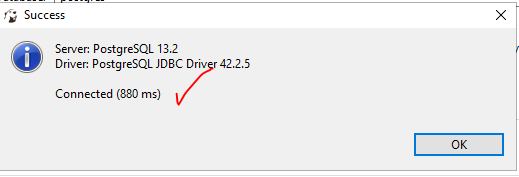 Success
Server: PostgreSQL 13.2
Driver: PostgreSQL JDBC Driver 42.2.5
Connected (880 ms)
OK